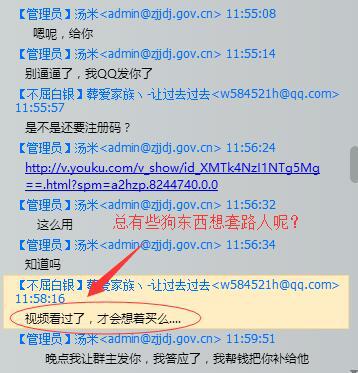 【管理员】汤米<admin@zjjdj.gov.cn> 11:55:08
嗯呢，给你
【管理员】汤米<admin@zjjdj.gov.cn> 11:55:14
别逼逼了，我QQ发你了
【不屈白银】葬爱家族丶-让过去过去<w584521h@qq.com>
11:55:57
是不是还要注册码？
【管理员】汤米<admin@zjjdj.gov.cn> 11:56:24
http://v.youku.com/v_show/id_XMTk4NzI1NTg5Mg
==.html?spm=a2hzp.8244740.0.0
【管理员】汤米<admin@zjjdj.gov.cn> 11:56:32
这么用
总有些狗东西想套路人呢？
【管理员】汤米<admin@zjjdj.gov.cn> 11:56:34
知道吗
【不屈白银】葬爱家族丶-让过去过去<w584521h@qq.com>
11:58:16
视频看过了，才会想着买么....
【管理员】汤米<admin@zjjdj.gov.cn> 11:59:51
晚点我让群主发你，我答应了，我帮钱把你补给他